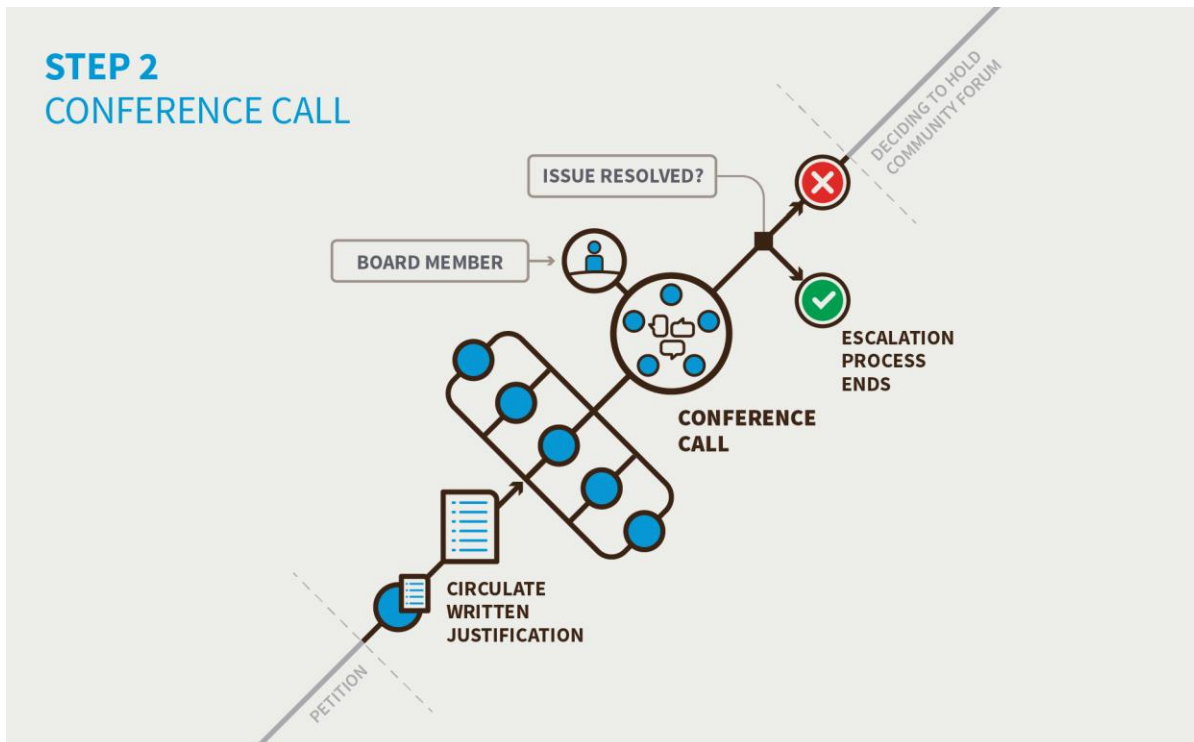 STEP 2
CONFERENCE CALL
DECIDING TO HOLD
COMMUNITY FORUM
ISSUE RESOLVED?
BOARD MEMBER
ESCALATION
PROCESS
ENDS
CONFERENCE
CALL
CIRCULATE
WRITTEN
JUSTIFICATION
PETITION